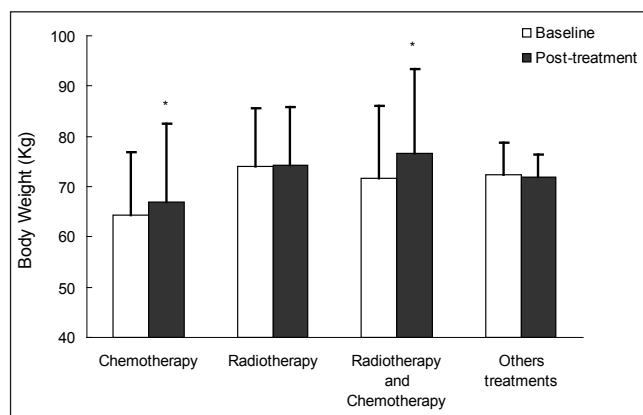 100
90
80
70
60
50
40
Body Weight (Kg)
Baseline
Post-treatment
*
*
Chemotherapy
Radiotherapy
Radiotherapy
and
Chemotherapy
Others
treatments